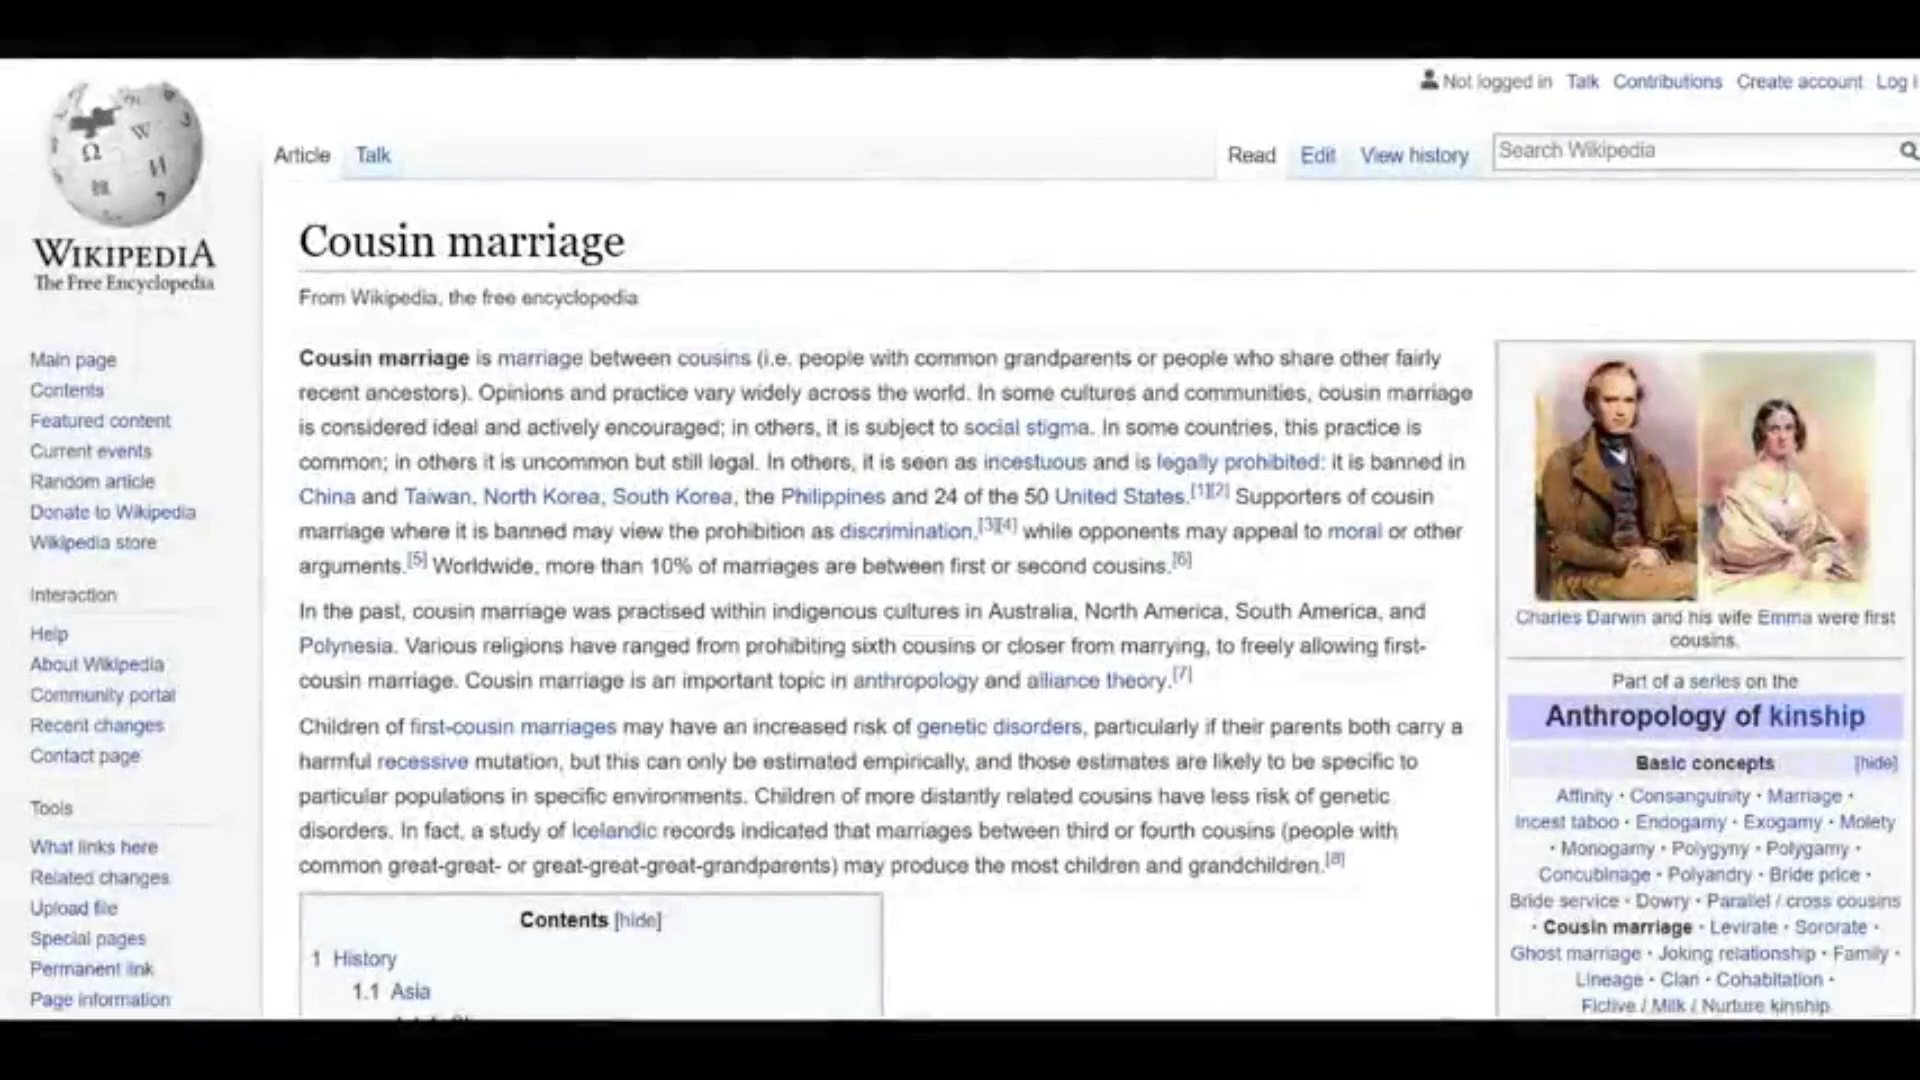 Not logged in Talk Contributions Create account Log i
Article Talk
Read Edit View history Search Wikipedia
WIKIPEDIA
The Free Encyclopedia
Main page
Contents
Featured content
Current events
Random article
Donate to Wikipedia
Wikipedia store
Interaction
Help
About Wikipedia
Community portal
Recent changes
Contact page
Tools
What links here
Related changes
Upload file
Special pages
Permanent link
Page information
Cousin marriage
From Wikipedia, the free encyclopedia
Cousin marriage is marriage between cousins (i.e. people with common grandparents or people who share other fairly
recent ancestors). Opinions and practice vary widely across the world. In some cultures and communities, cousin marriage
is considered ideal and actively encouraged; in others, it is subject to social stigma. In some countries, this practice is
common; in others it is uncommon but still legal. In others, it is seen as incestuous and is legally prohibited: it is banned in
China and Taiwan, North Korea, South Korea, the Philippines and 24 of the 50 United States.[1][2] Supporters of cousin
marriage where it is banned may view the prohibition as discrimination,[3][4] while opponents may appeal to moral or other
arguments.[5] Worldwide, more than 10% of marriages are between first or second cousins.[6]
In the past, cousin marriage was practised within indigenous cultures in Australia, North America, South America, and
Polynesia. Various religions have ranged from prohibiting sixth cousins or closer from marrying, to freely allowing first-
cousin marriage. Cousin marriage is an important topic in anthropology and alliance theory.[7]
Children of first-cousin marriages may have an increased risk of genetic disorders, particularly if their parents both carry a
harmful recessive mutation, but this can only be estimated empirically, and those estimates are likely to be specific to
particular populations in specific environments. Children of more distantly related cousins have less risk of genetic
disorders. In fact, a study of Icelandic records indicated that marriages between third or fourth cousins (people with
common great-great- or great-great-great-grandparents) may produce the most children and grandchildren.[8]
Contents [hide]
1 History
1.1 Asia
Charles Darwin and his wife Emma were first
cousins.
Part of a series on the
Anthropology of kinship
Basic concepts [hide]
Affinity · Consanguinity · Marriage ·
Incest taboo · Endogamy · Exogamy · Moiety
· Monogamy · Polygyny · Polygamy ·
Concubinage · Polyandry · Bride price ·
Bride service · Dowry · Parallel / cross cousins
· Cousin marriage · Levirate · Sororate ·
Ghost marriage · Joking relationship · Family ·
Lineage · Clan · Cohabitation ·
Fictive / Milk / Nurture kinship